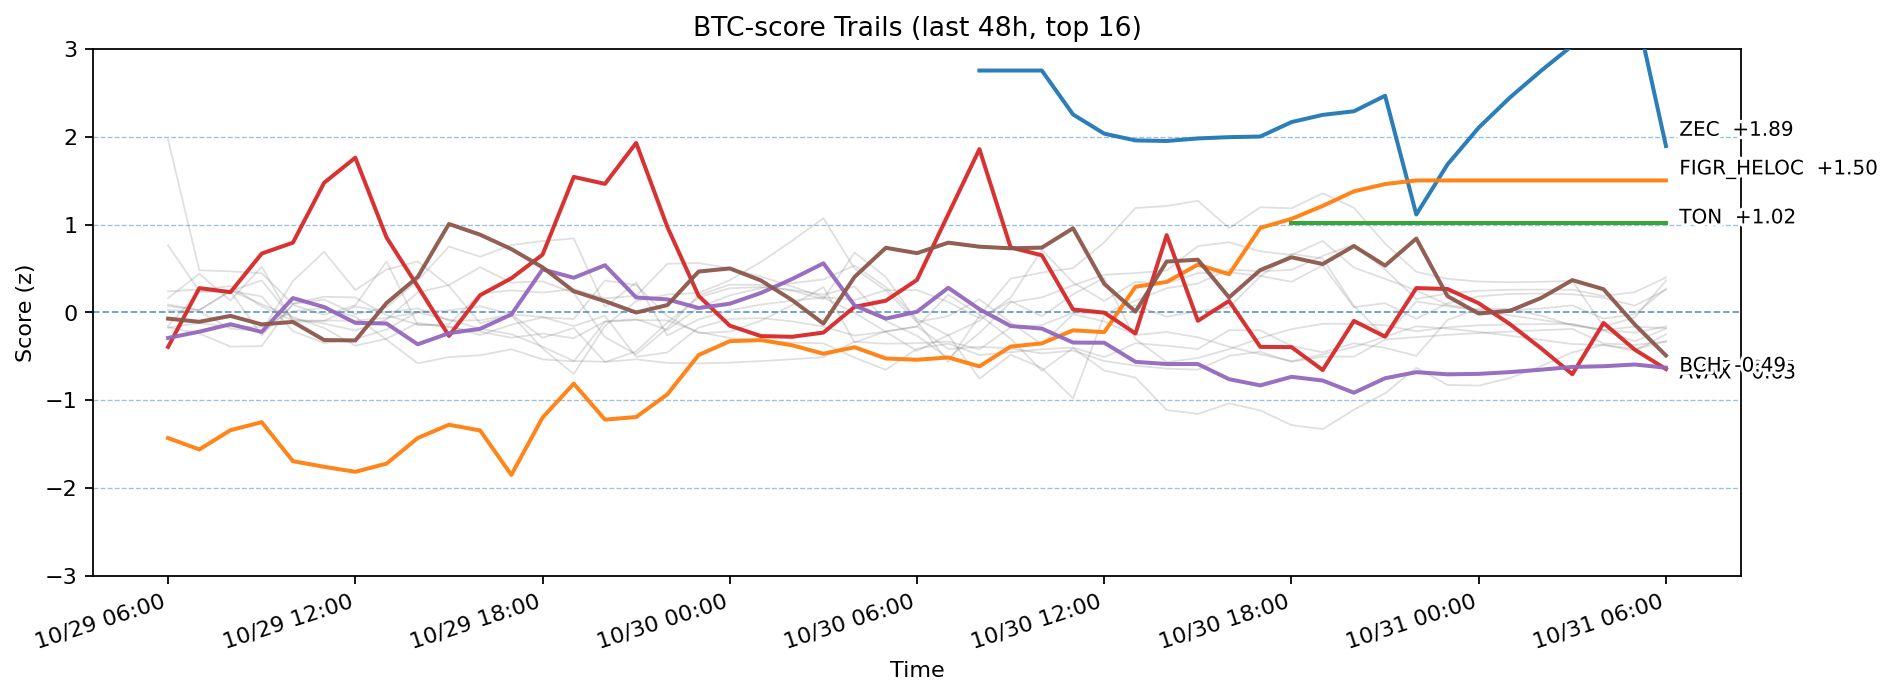 BTC-score Trails (last 48h, top 16)
Score (z)
3
2
1
0
−1
−2
−3
ZEC +1.89
FIGR_HELOC +1.50
TON +1.02
BCH -0.49
10/29 06:00
10/29 12:00
10/29 18:00
10/30 00:00
10/30 06:00
10/30 12:00
10/30 18:00
10/31 00:00
10/31 06:00
Time